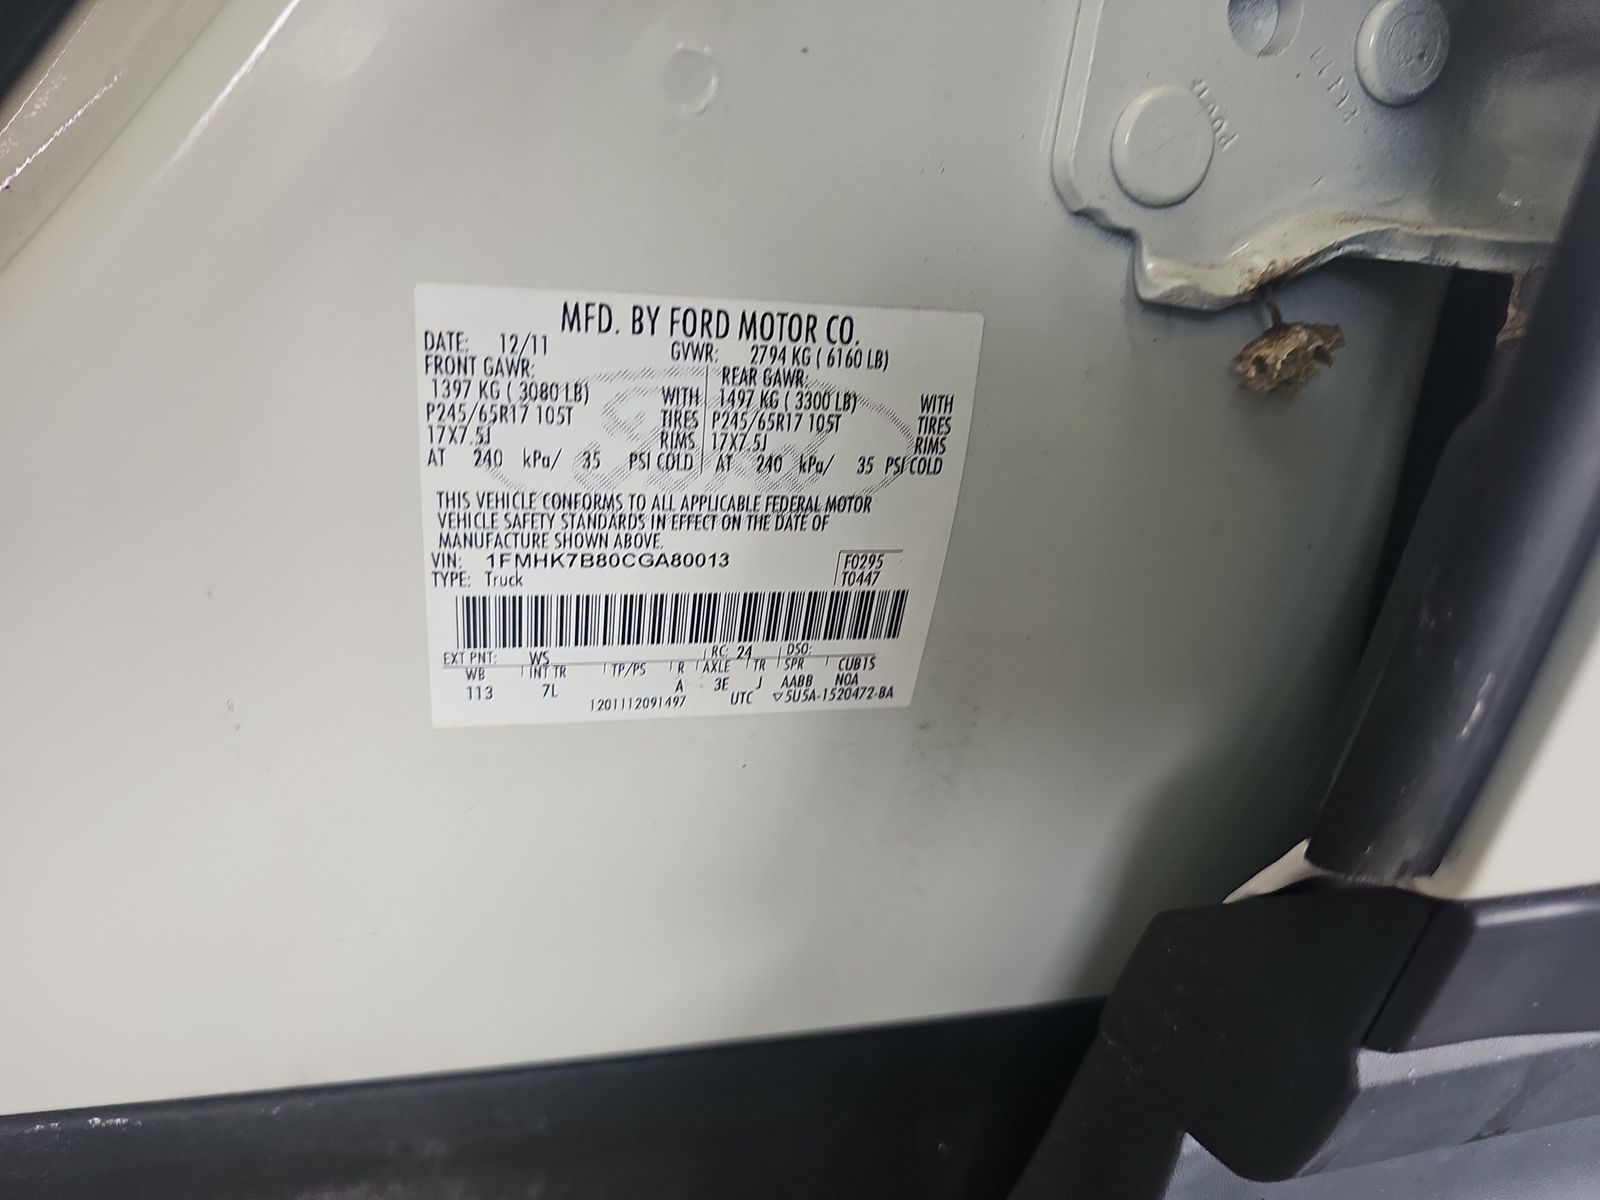 MFD. BY FORD MOTOR CO.
DATE: 12/11 GVWR: 2794 KG ( 6160 LB)
FRONT GAWR: REAR GAWR:
1397 KG ( 3080 LB) WITH 1497 KG ( 3300 LB) WITH
P245/65R17 105T TIRES P245/65R17 105T TIRES
17X7.5J RIMS 17X7.5J RIMS
AT 240 kPa/ 35 PSI COLD AT 240 kPa/ 35 PSI COLD
THIS VEHICLE CONFORMS TO ALL APPLICABLE FEDERAL MOTOR
VEHICLE SAFETY STANDARDS IN EFFECT ON THE DATE OF
MANUFACTURE SHOWN ABOVE.
VIN: 1FMHK7B80CGA80013 F0295
TYPE: Truck T0447
EXT PNT: WS RC: 24 DSO:
WB INT TR TP/PS R AXLE TR SPR CUB1S
113 7L A 3E J AABB NOA
1201112091497 UTC ▽5U5A-1520472-BA